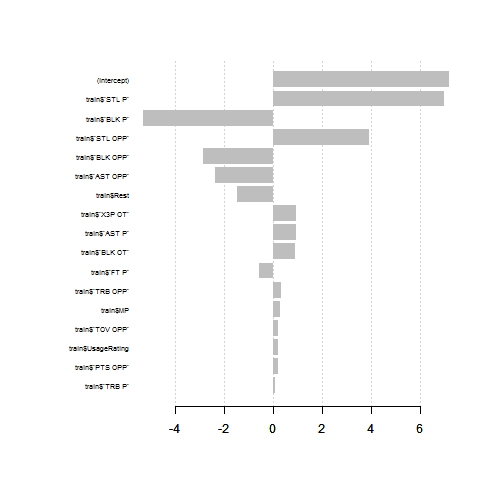 (Intercept)
train$`STL P`
train$`BLK P`
train$`STL OPP`
train$`BLK OPP`
train$`AST OPP`
train$Rest
train$`X3P OT`
train$`AST P`
train$`BLK OT`
train$`FT P`
train$`TRB OPP`
train$MP
train$`TOV OPP`
train$UsageRating
train$`PTS OPP`
train$`TRB P`
-4 -2 0 2 4 6